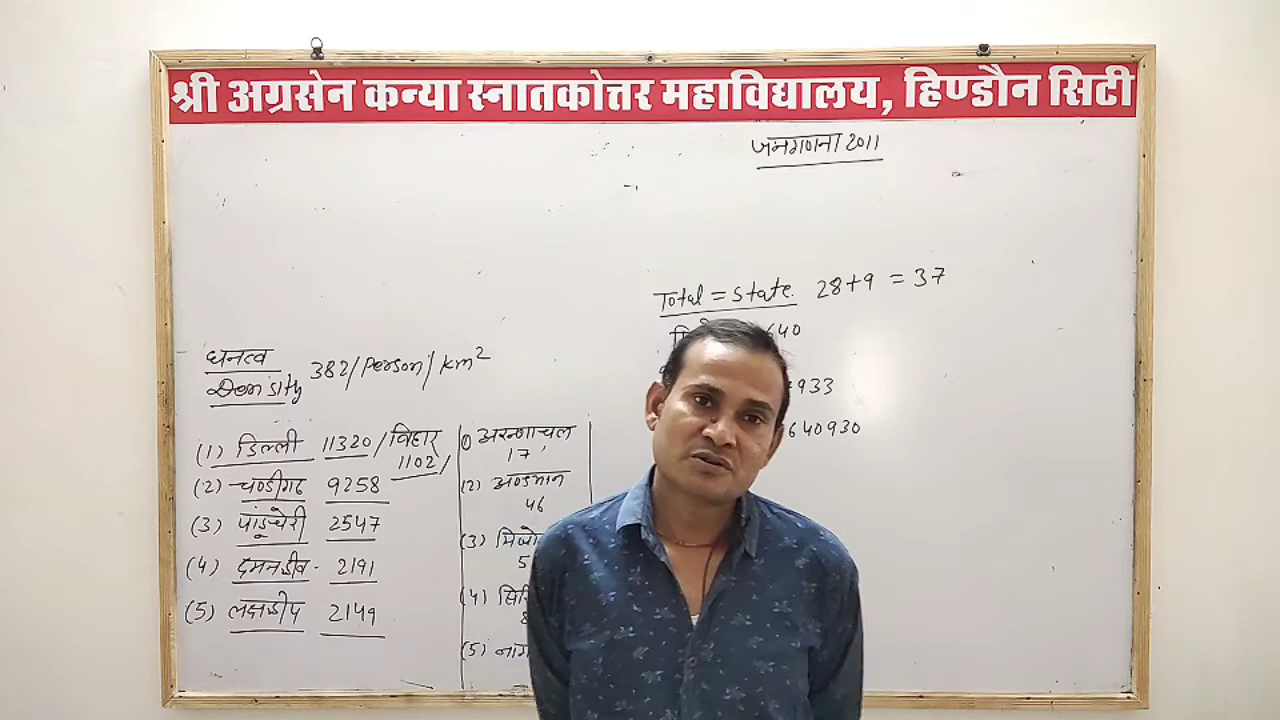 श्री अग्रसेन कन्या स्नातकोत्तर महाविद्यालय, हिण्डौन सिटी
जनगणना 2011
Total = State. 28+9 = 37
640
933
640930
घनत्व
Density 382/Person/km²
(1) दिल्ली 11320 / बिहार 1102/
(2) चण्डीगढ 9258
(3) पांडूचेरी 2547
(4) दमनद्वीव - 2191
(5) लक्षद्वीप 2149
(1) अरुणाचल
17
(2) अण्डमान
46
(3) मिजो
5
(4) सि
8
(5) नाग